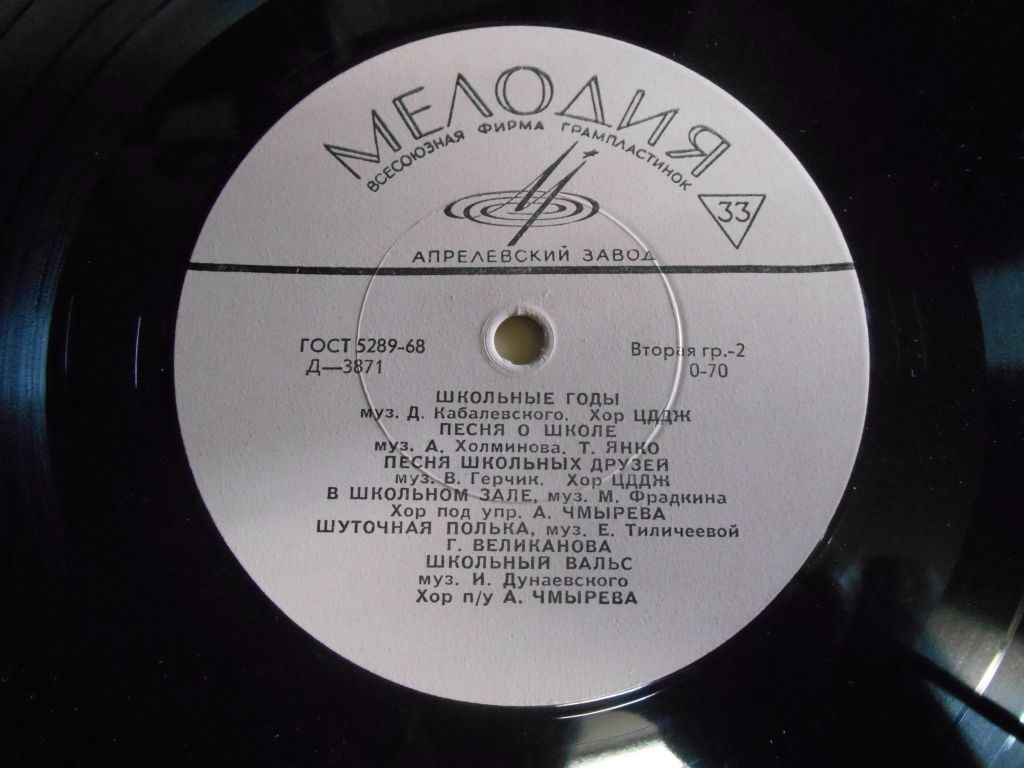 МЕЛОДИЯ
ВСЕСОЮЗНАЯ ФИРМА ГРАМПЛАСТИНОК
33
АПРЕЛЕВСКИЙ ЗАВОД
ГОСТ 5289-68
Вторая гр.-2
Д—3871
0-70
ШКОЛЬНЫЕ ГОДЫ
муз. Д. Кабалевского. Хор ЦДДЖ
ПЕСНЯ О ШКОЛЕ
муз. А. Холминова. Т. ЯНКО
ПЕСНЯ ШКОЛЬНЫХ ДРУЗЕЙ
муз. В. Герчик. Хор ЦДДЖ
В ШКОЛЬНОМ ЗАЛЕ, муз. М. Фрадкина
Хор под упр. А. ЧМЫРЕВА
ШУТОЧНАЯ ПОЛЬКА, муз. Е. Тиличеевой
Г. ВЕЛИКАНОВА
ШКОЛЬНЫЙ ВАЛЬС
муз. И. Дунаевского
Хор п/у А. ЧМЫРЕВА